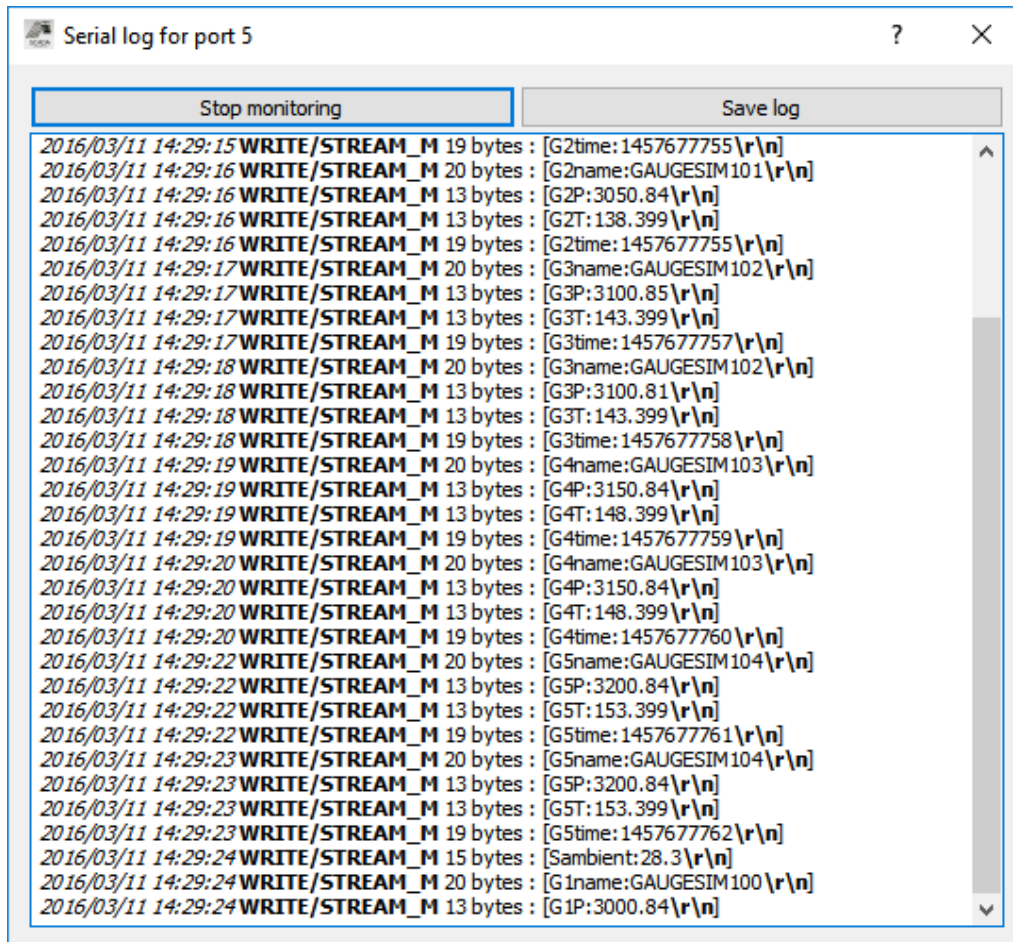 Serial log for port 5
Stop monitoring
Save log
2016/03/11 14:29:15 WRITE/STREAM_M 19 bytes : [G2time:1457677755\r\n]
2016/03/11 14:29:16 WRITE/STREAM_M 20 bytes : [G2name:GAUGESIM101\r\n]
2016/03/11 14:29:16 WRITE/STREAM_M 13 bytes : [G2P:3050.84\r\n]
2016/03/11 14:29:16 WRITE/STREAM_M 13 bytes : [G2T:138.399\r\n]
2016/03/11 14:29:16 WRITE/STREAM_M 19 bytes : [G2time:1457677755\r\n]
2016/03/11 14:29:17 WRITE/STREAM_M 20 bytes : [G3name:GAUGESIM102\r\n]
2016/03/11 14:29:17 WRITE/STREAM_M 13 bytes : [G3P:3100.85\r\n]
2016/03/11 14:29:17 WRITE/STREAM_M 13 bytes : [G3T:143.399\r\n]
2016/03/11 14:29:17 WRITE/STREAM_M 19 bytes : [G3time:1457677757\r\n]
2016/03/11 14:29:18 WRITE/STREAM_M 20 bytes : [G3name:GAUGESIM102\r\n]
2016/03/11 14:29:18 WRITE/STREAM_M 13 bytes : [G3P:3100.81\r\n]
2016/03/11 14:29:18 WRITE/STREAM_M 13 bytes : [G3T:143.399\r\n]
2016/03/11 14:29:18 WRITE/STREAM_M 19 bytes : [G3time:1457677758\r\n]
2016/03/11 14:29:19 WRITE/STREAM_M 20 bytes : [G4name:GAUGESIM103\r\n]
2016/03/11 14:29:19 WRITE/STREAM_M 13 bytes : [G4P:3150.84\r\n]
2016/03/11 14:29:19 WRITE/STREAM_M 13 bytes : [G4T:148.399\r\n]
2016/03/11 14:29:19 WRITE/STREAM_M 19 bytes : [G4time:1457677759\r\n]
2016/03/11 14:29:20 WRITE/STREAM_M 20 bytes : [G4name:GAUGESIM103\r\n]
2016/03/11 14:29:20 WRITE/STREAM_M 13 bytes : [G4P:3150.84\r\n]
2016/03/11 14:29:20 WRITE/STREAM_M 13 bytes : [G4T:148.399\r\n]
2016/03/11 14:29:20 WRITE/STREAM_M 19 bytes : [G4time:1457677760\r\n]
2016/03/11 14:29:22 WRITE/STREAM_M 20 bytes : [G5name:GAUGESIM104\r\n]
2016/03/11 14:29:22 WRITE/STREAM_M 13 bytes : [G5P:3200.84\r\n]
2016/03/11 14:29:22 WRITE/STREAM_M 13 bytes : [G5T:153.399\r\n]
2016/03/11 14:29:22 WRITE/STREAM_M 19 bytes : [G5time:1457677761\r\n]
2016/03/11 14:29:23 WRITE/STREAM_M 20 bytes : [G5name:GAUGESIM104\r\n]
2016/03/11 14:29:23 WRITE/STREAM_M 13 bytes : [G5P:3200.84\r\n]
2016/03/11 14:29:23 WRITE/STREAM_M 13 bytes : [G5T:153.399\r\n]
2016/03/11 14:29:23 WRITE/STREAM_M 19 bytes : [G5time:1457677762\r\n]
2016/03/11 14:29:24 WRITE/STREAM_M 15 bytes : [Sambient:28.3\r\n]
2016/03/11 14:29:24 WRITE/STREAM_M 20 bytes : [G1name:GAUGESIM100\r\n]
2016/03/11 14:29:24 WRITE/STREAM_M 13 bytes : [G1P:3000.84\r\n]